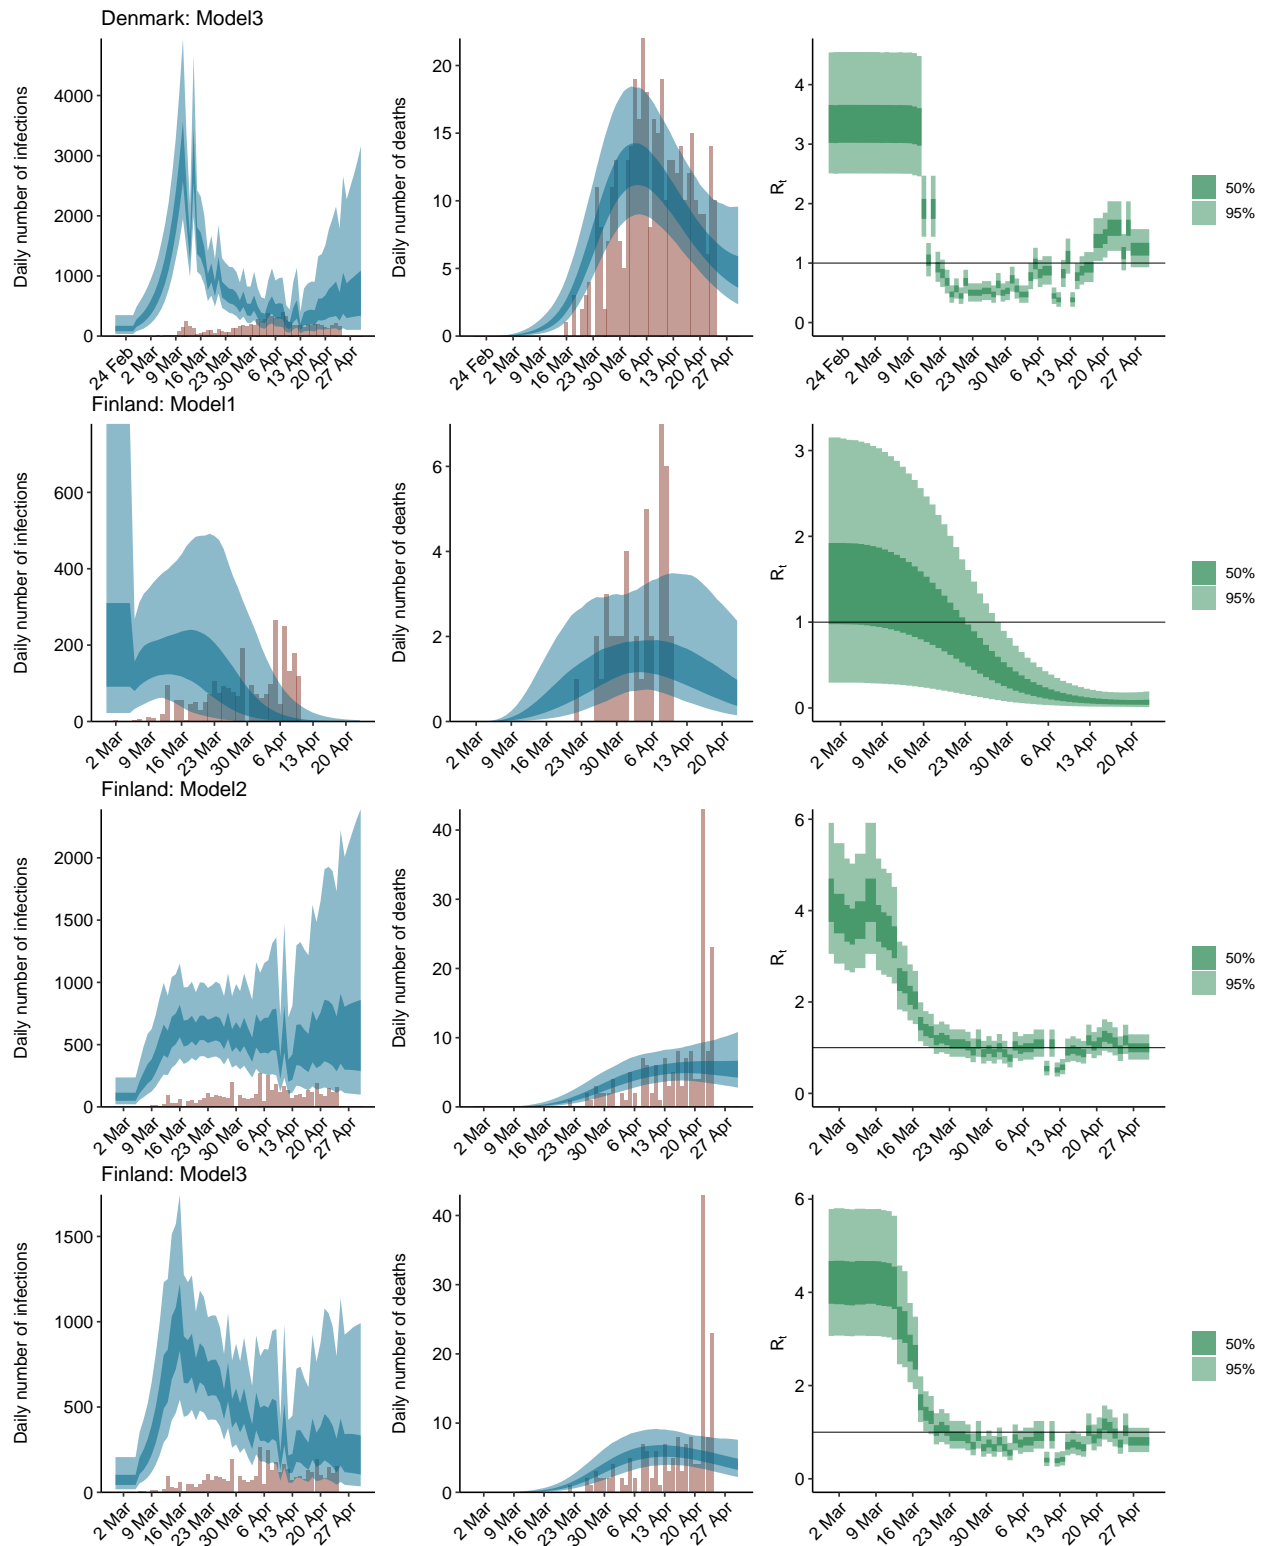 Denmark: Model3
Daily number of infections
0
1000
2000
3000
4000
24 Feb
2 Mar
9 Mar
16 Mar
23 Mar
30 Mar
6 Apr
13 Apr
20 Apr
27 Apr
Daily number of deaths
0
5
10
15
20
24 Feb
2 Mar
9 Mar
16 Mar
23 Mar
30 Mar
6 Apr
13 Apr
20 Apr
27 Apr
Rt
0
1
2
3
4
24 Feb
2 Mar
9 Mar
16 Mar
23 Mar
30 Mar
6 Apr
13 Apr
20 Apr
27 Apr
50%
95%
Finland: Model1
Daily number of infections
0
200
400
600
2 Mar
9 Mar
16 Mar
23 Mar
30 Mar
6 Apr
13 Apr
20 Apr
Daily number of deaths
0
2
4
6
2 Mar
9 Mar
16 Mar
23 Mar
30 Mar
6 Apr
13 Apr
20 Apr
Rt
0
1
2
3
2 Mar
9 Mar
16 Mar
23 Mar
30 Mar
6 Apr
13 Apr
20 Apr
50%
95%
Finland: Model2
Daily number of infections
0
500
1000
1500
2000
2 Mar
9 Mar
16 Mar
23 Mar
30 Mar
6 Apr
13 Apr
20 Apr
27 Apr
Daily number of deaths
0
10
20
30
40
2 Mar
9 Mar
16 Mar
23 Mar
30 Mar
6 Apr
13 Apr
20 Apr
27 Apr
Rt
0
2
4
6
2 Mar
9 Mar
16 Mar
23 Mar
30 Mar
6 Apr
13 Apr
20 Apr
27 Apr
50%
95%
Finland: Model3
Daily number of infections
0
500
1000
1500
2 Mar
9 Mar
16 Mar
23 Mar
30 Mar
6 Apr
13 Apr
20 Apr
27 Apr
Daily number of deaths
0
10
20
30
40
2 Mar
9 Mar
16 Mar
23 Mar
30 Mar
6 Apr
13 Apr
20 Apr
27 Apr
Rt
0
2
4
6
2 Mar
9 Mar
16 Mar
23 Mar
30 Mar
6 Apr
13 Apr
20 Apr
27 Apr
50%
95%